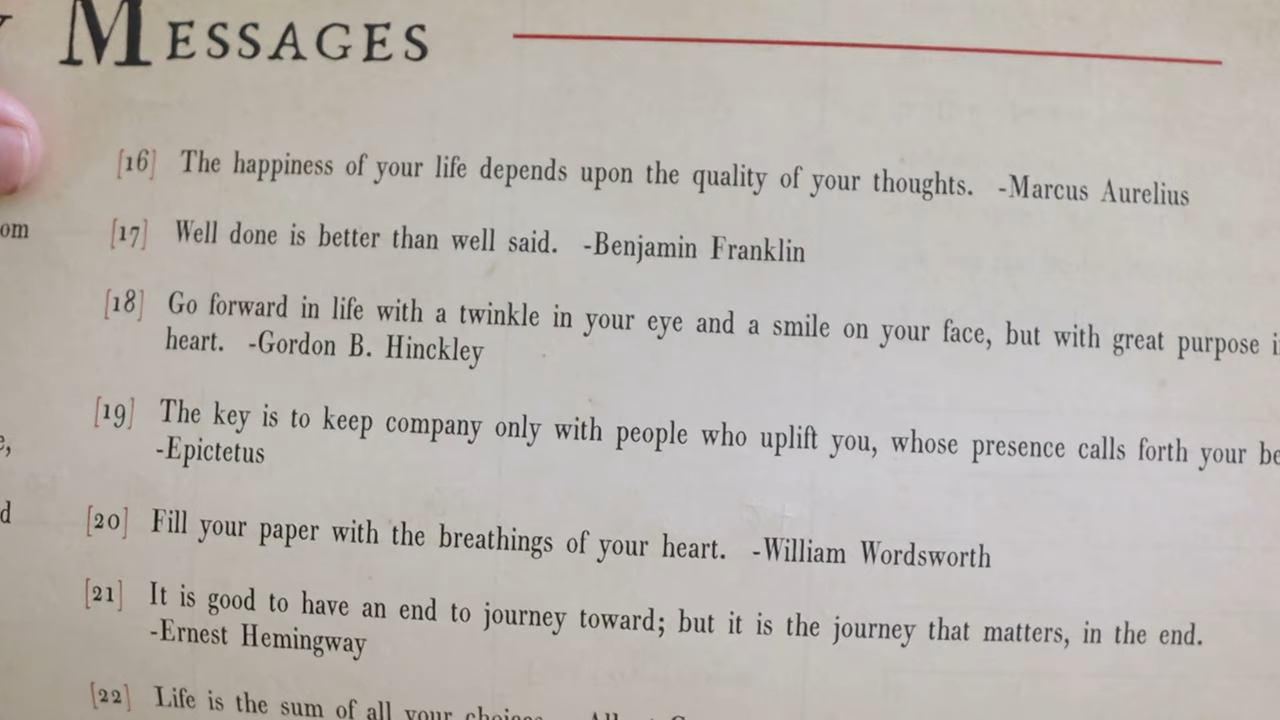 MESSAGES
[16] The happiness of your life depends upon the quality of your thoughts. -Marcus Aurelius
om
[17] Well done is better than well said. -Benjamin Franklin
[18] Go forward in life with a twinkle in your eye and a smile on your face, but with great purpose
heart. -Gordon B. Hinckley
[19] The key is to keep company only with people who uplift you, whose presence calls forth your be
e,
-Epictetus
d
[20] Fill your paper with the breathings of your heart. -William Wordsworth
[21] It is good to have an end to journey toward; but it is the journey that matters, in the end.
-Ernest Hemingway
[22] Life is the sum of all your